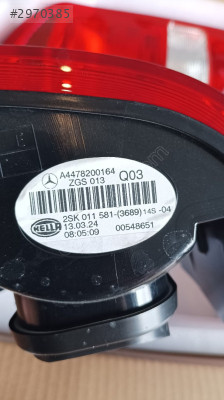 #2970385
A4478200164
ZGS 013 Q03
2SK 011 581-(3689)14S-04
HELLA 13.03.24
08:05:09 00548651